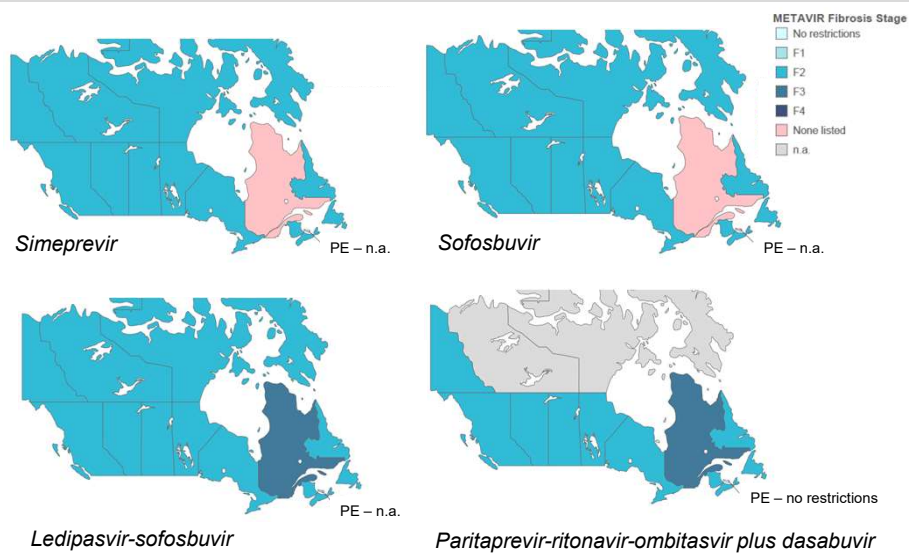 METAVIR Fibrosis Stage
No restrictions
F1
F2
F3
F4
None listed
n.a.
Simeprevir
PE – n.a.
Sofosbuvir
PE – n.a.
Ledipasvir-sofosbuvir
PE – n.a.
Paritaprevir-ritonavir-ombitasvir plus dasabuvir
PE – no restrictions